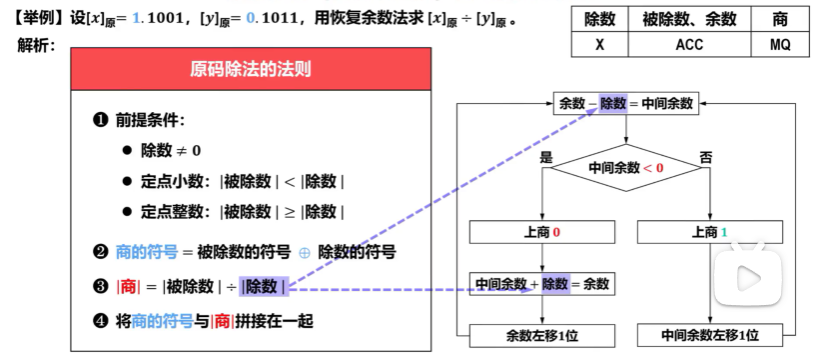 【举例】设[x]原= 1.1001，[y]原= 0.1011，用恢复余数法求 [x]原 ÷ [y]原 。
除数 被除数、余数 商
X ACC MQ
解析：
原码除法的法则
❶ 前提条件：
● 除数 ≠ 0
● 定点小数：|被除数| < |除数|
● 定点整数：|被除数| ≥ |除数|
❷ 商的符号 = 被除数的符号 ⊕ 除数的符号
❸ |商| = |被除数| ÷ |除数|
❹ 将商的符号与|商|拼接在一起
余数 − 除数 = 中间余数
中间余数 < 0
是
否
上商 0
上商 1
中间余数 + 除数 = 余数
余数左移1位
中间余数左移1位